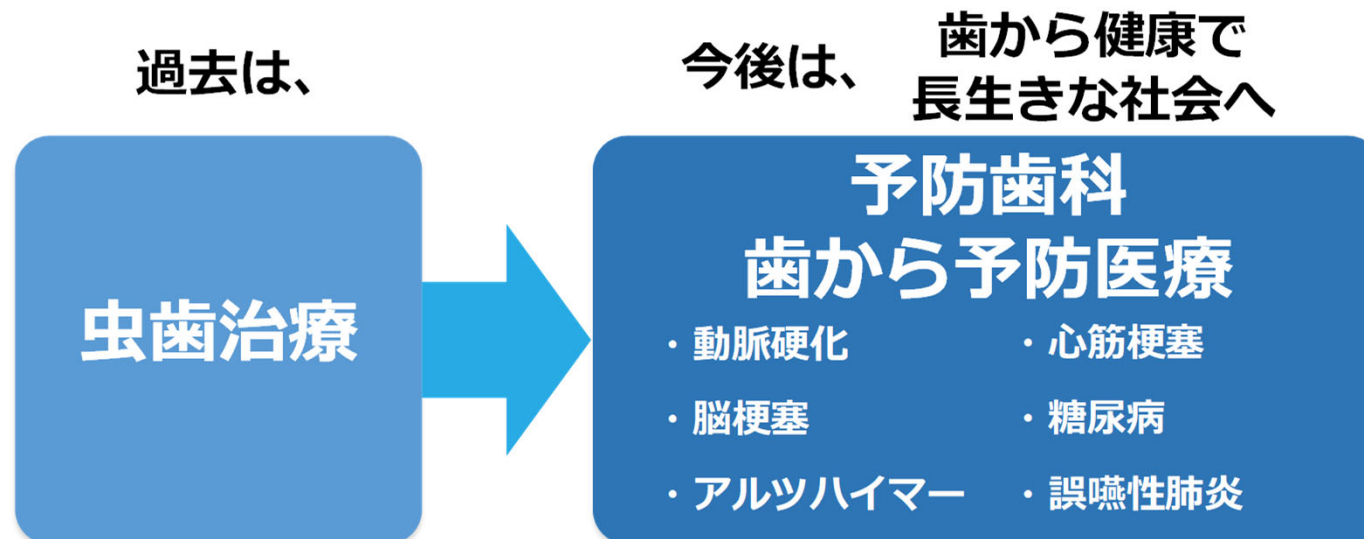 過去は、
虫歯治療
今後は、
歯から健康で
長生きな社会へ
予防歯科
歯から予防医療
・動脈硬化
・心筋梗塞
・脳梗塞
・糖尿病
・アルツハイマー
・誤嚥性肺炎